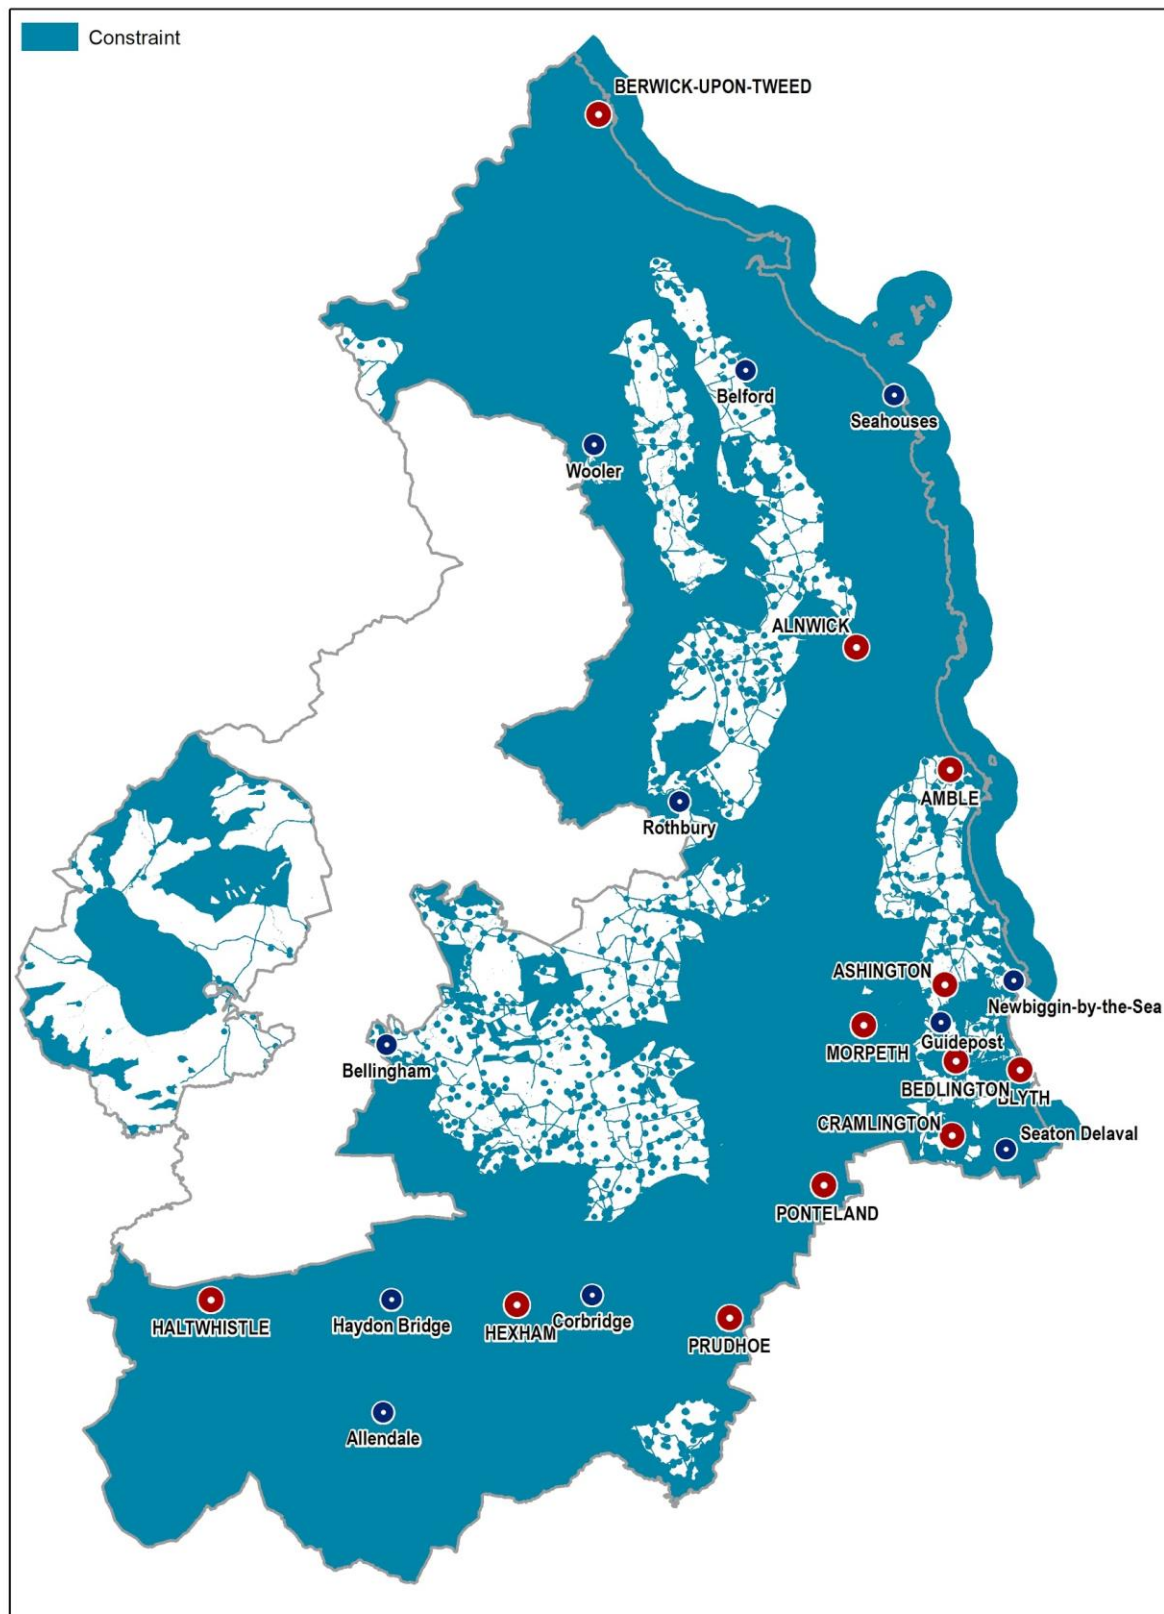 Constraint
BERWICK-UPON-TWEED
Belford
Seahouses
Wooler
ALNWICK
AMBLE
Rothbury
ASHINGTON
Newbiggin-by-the-Sea
Guidepost
MORPETH
Bellingham
BEDLINGTON
BLYTH
CRAMLINGTON
Seaton Delaval
PONTELAND
HALTWHISTLE
Haydon Bridge
HEXHAM
Corbridge
PRUDHOE
Allendale